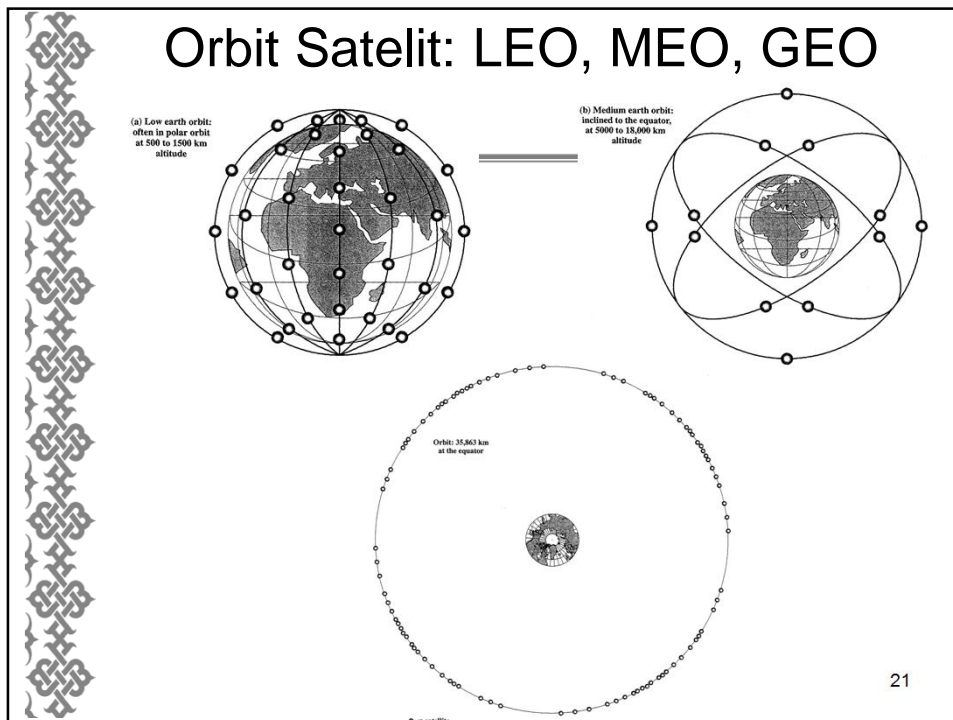 Orbit Satelit: LEO, MEO, GEO
(a) Low earth orbit:
often in polar orbit
at 500 to 1500 km
altitude
(b) Medium earth orbit:
inclined to the equator,
at 5000 to 18,000 km
altitude
Orbit: 35,863 km
at the equator
21